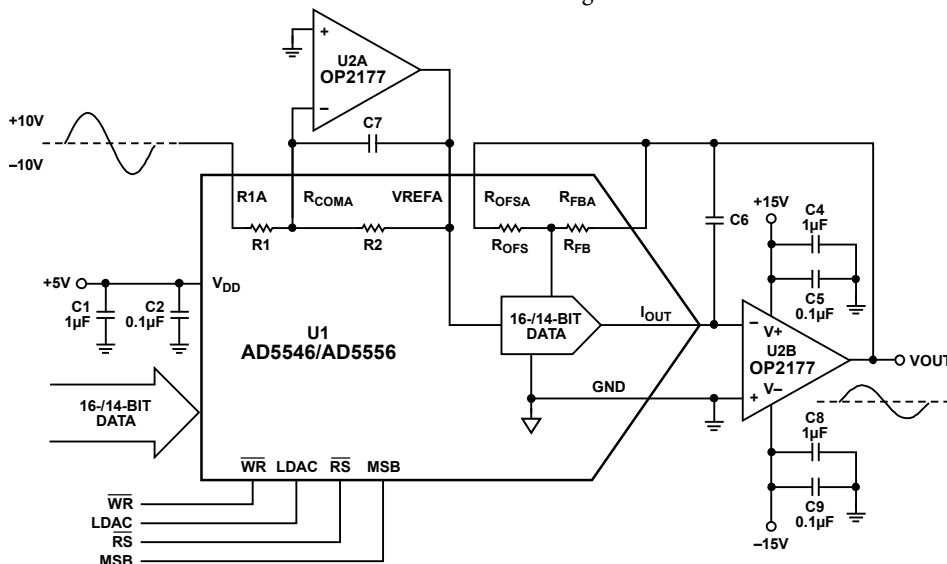 U2A
OP2177
+
–
C7
+10V
–10V
R1A
RCOMA
VREFA
ROFSA
RFBA
R1
R2
ROFS
RFB
C6
+15V
C4
1µF
C5
0.1µF
+5V
C1
1µF
C2
0.1µF
VDD
U1
AD5546/AD5556
16-/14-BIT
DATA
IOUT
GND
–
V+
U2B
OP2177
+
V–
VOUT
16-/14-BIT
DATA
C8
1µF
C9
0.1µF
–15V
WR LDAC RS MSB
WR
LDAC
RS
MSB